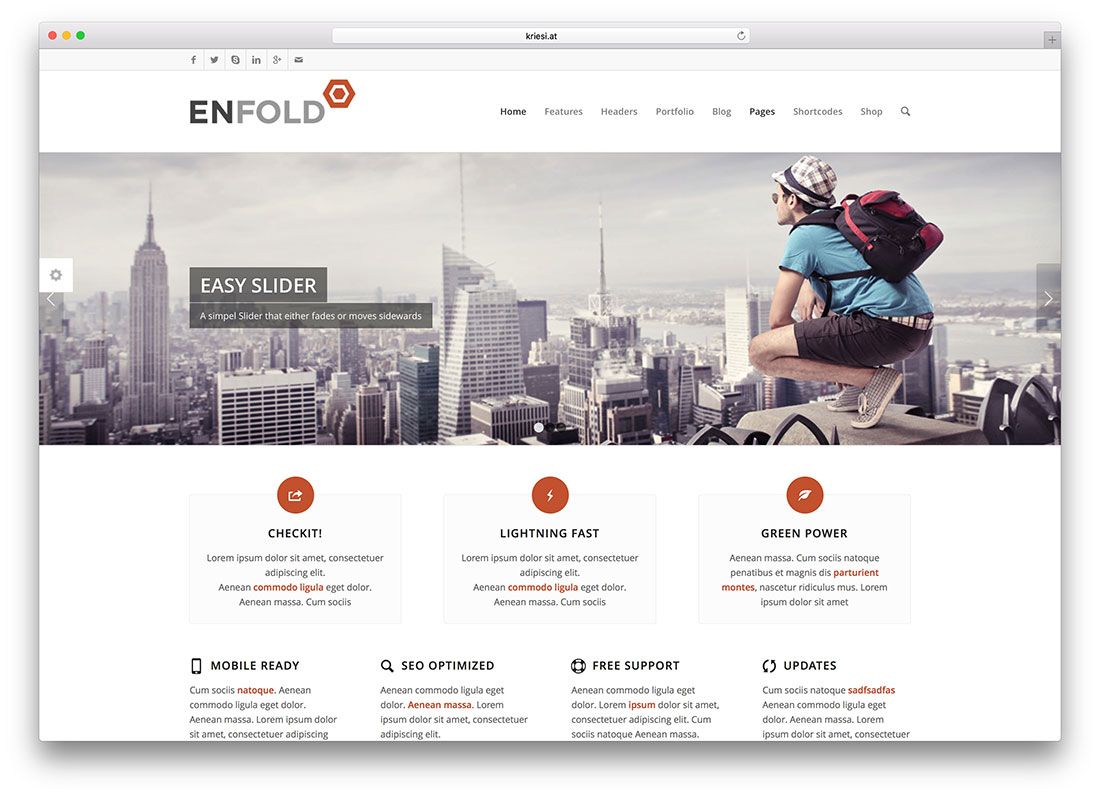 kriesi.at
ENFOLD
Home Features Headers Portfolio Blog Pages Shortcodes Shop
EASY SLIDER
A simpel Slider that either fades or moves sidewards
CHECKIT!
Lorem ipsum dolor sit amet, consectetuer
adipiscing elit.
Aenean commodo ligula eget dolor.
Aenean massa. Cum sociis
LIGHTNING FAST
Lorem ipsum dolor sit amet, consectetuer
adipiscing elit.
Aenean commodo ligula eget dolor.
Aenean massa. Cum sociis
GREEN POWER
Aenean massa. Cum sociis natoque
penatibus et magnis dis parturient
montes, nascetur ridiculus mus. Lorem
ipsum dolor sit amet
MOBILE READY
Cum sociis natoque. Aenean
commodo ligula eget dolor.
Aenean massa. Lorem ipsum dolor
sit amet, consectetuer adipiscing
SEO OPTIMIZED
Aenean commodo ligula eget
dolor. Aenean massa. Lorem
ipsum dolor sit amet, consectetuer
adipiscing elit.
FREE SUPPORT
Aenean commodo ligula eget
dolor. Lorem ipsum dolor sit amet,
consectetuer adipiscing elit. Cum
sociis natoque Aenean massa.
UPDATES
Cum sociis natoque sadfsadfas
Aenean commodo ligula eget
dolor. Aenean massa. Lorem
ipsum dolor sit amet, consectetuer